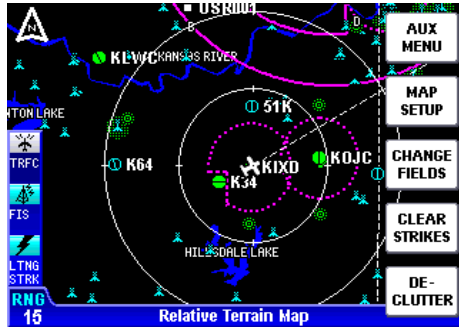 N
USR001
AUX
MENU
B
D
KLWC
KANSAS RIVER
MAP
SETUP
51K
NTON LAKE
TRFC
K64
KIXD
KOJC
CHANGE
FIELDS
K34
FIS
CLEAR
STRIKES
HILLSDALE LAKE
LTNG
STRK
DE-
CLUTTER
RNG
15
Relative Terrain Map